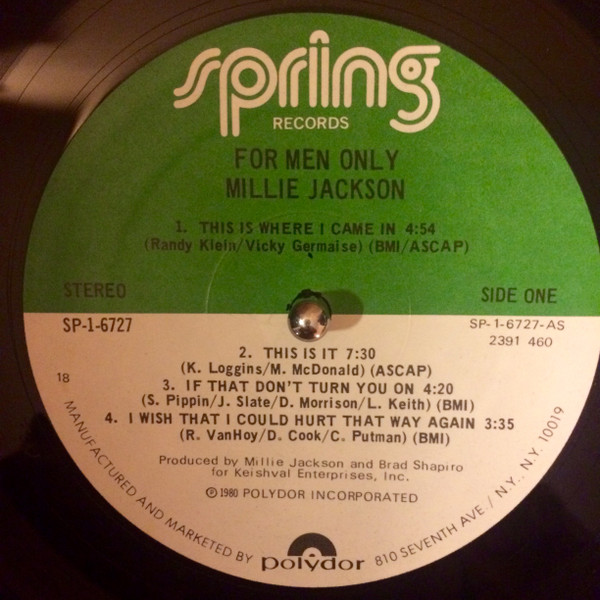 spring
RECORDS
FOR MEN ONLY
MILLIE JACKSON
1. THIS IS WHERE I CAME IN 4:54
(Randy Klein/Vicky Germaise) (BMI/ASCAP)
STEREO
SIDE ONE
SP-1-6727
SP-1-6727-AS
2391 460
2. THIS IS IT 7:30
(K. Loggins/M. McDonald) (ASCAP)
3. IF THAT DON'T TURN YOU ON 4:20
(S. Pippin/J. Slate/D. Morrison/L. Keith) (BMI)
18
4. I WISH THAT I COULD HURT THAT WAY AGAIN 3:35
(R. VanHoy/D. Cook/C. Putman) (BMI)
Produced by Millie Jackson and Brad Shapiro
for Keishval Enterprises, Inc.
℗ 1980 POLYDOR INCORPORATED
MANUFACTURED AND MARKETED BY polydor 810 SEVENTH AVE. / N.Y., N.Y. 10019